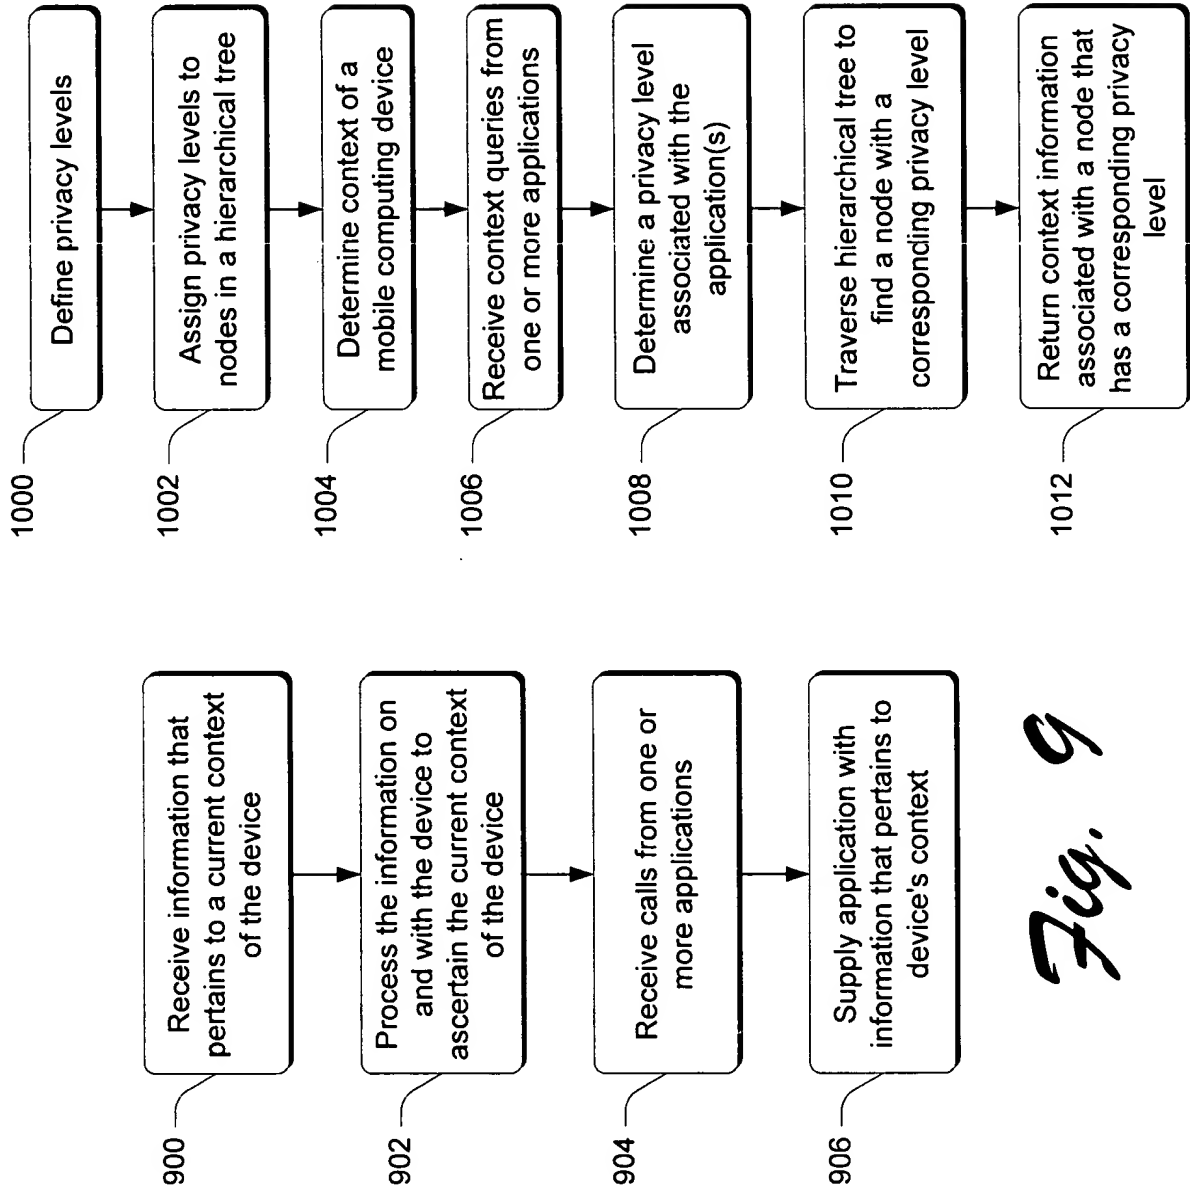 900
Receive information that
pertains to a current context
of the device
902
Process the information on
and with the device to
ascertain the current context
of the device
904
Receive calls from one or
more applications
906
Supply application with
information that pertains to
device's context
Fig. 9
1000
Define privacy levels
1002
Assign privacy levels to
nodes in a hierarchical tree
1004
Determine context of a
mobile computing device
1006
Receive context queries from
one or more applications
1008
Determine a privacy level
associated with the
application(s)
1010
Traverse hierarchical tree to
find a node with a
corresponding privacy level
1012
Return context information
associated with a node that
has a corresponding privacy
level